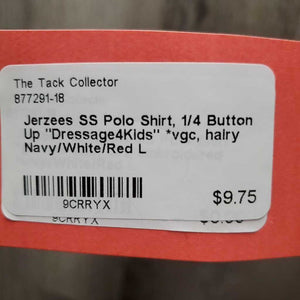 The Tack Collector
877291-18
Jerzees SS Polo Shirt, 1/4 Button
Up "Dressage4Kids" *vgc, hairy
Navy/White/Red L
$9.75
9CRRYX
9CRRYX